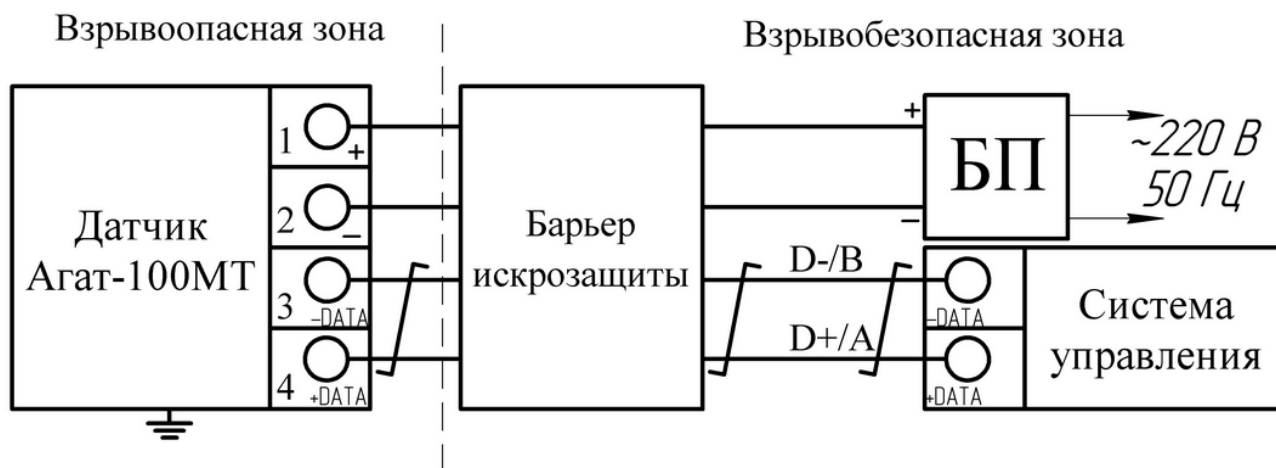 Взрывоопасная зона
Взрывобезопасная зона
Датчик
Агат-100МТ
1
+
2
−
3
−DATA
4
+DATA
Барьер
искрозащиты
+
−
БП
~220 В
50 Гц
D-/B
D+/A
−DATA
+DATA
Система
управления